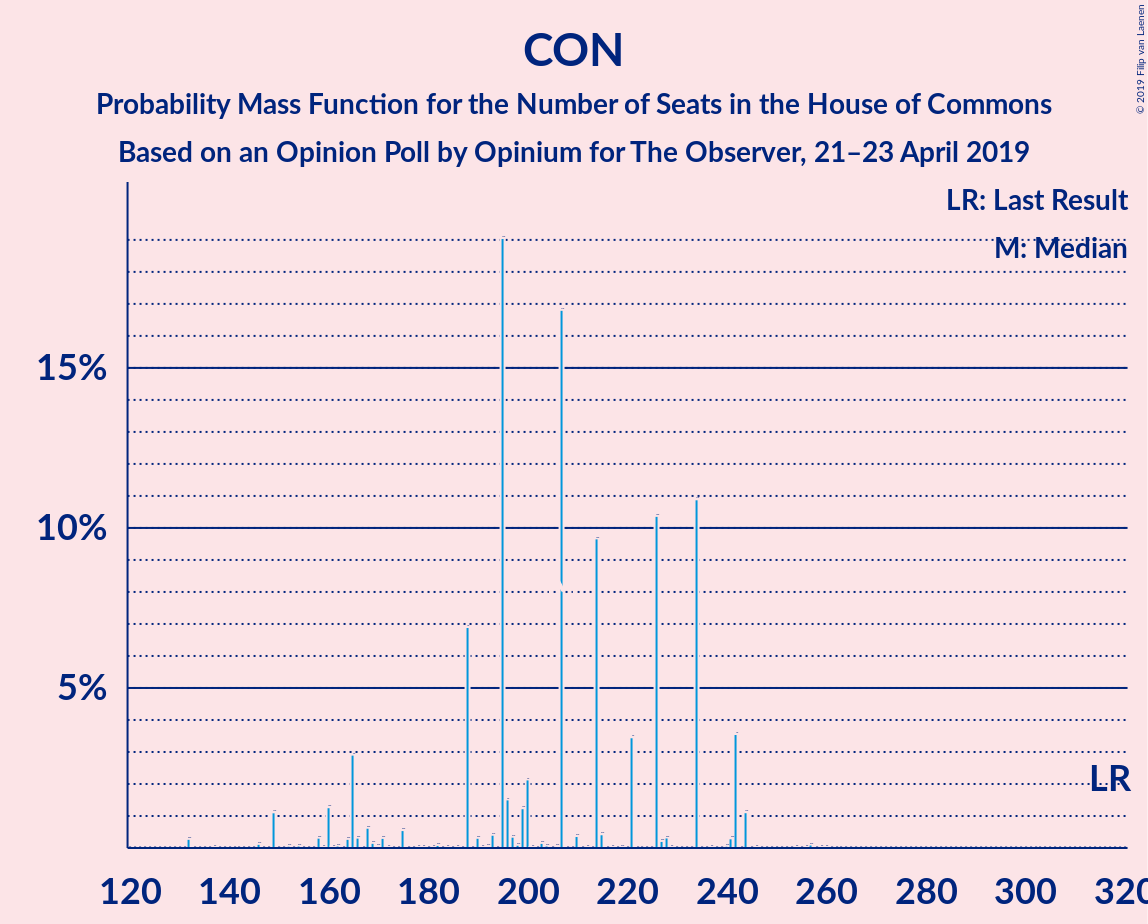 CON
Probability Mass Function for the Number of Seats in the House of Commons
Based on an Opinion Poll by Opinium for The Observer, 21–23 April 2019
© 2019 Filip van Laenen
LR: Last Result
M: Median
15%
10%
5%
LR
120 140 160 180 200 220 240 260 280 300 320